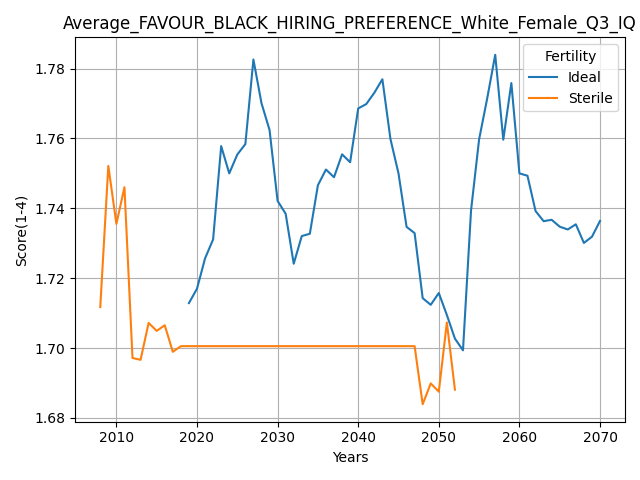 Average_FAVOUR_BLACK_HIRING_PREFERENCE_White_Female_Q3_IQ
Fertility
Ideal
Sterile
Score(1-4)
1.78
1.76
1.74
1.72
1.70
1.68
2010 2020 2030 2040 2050 2060 2070
Years